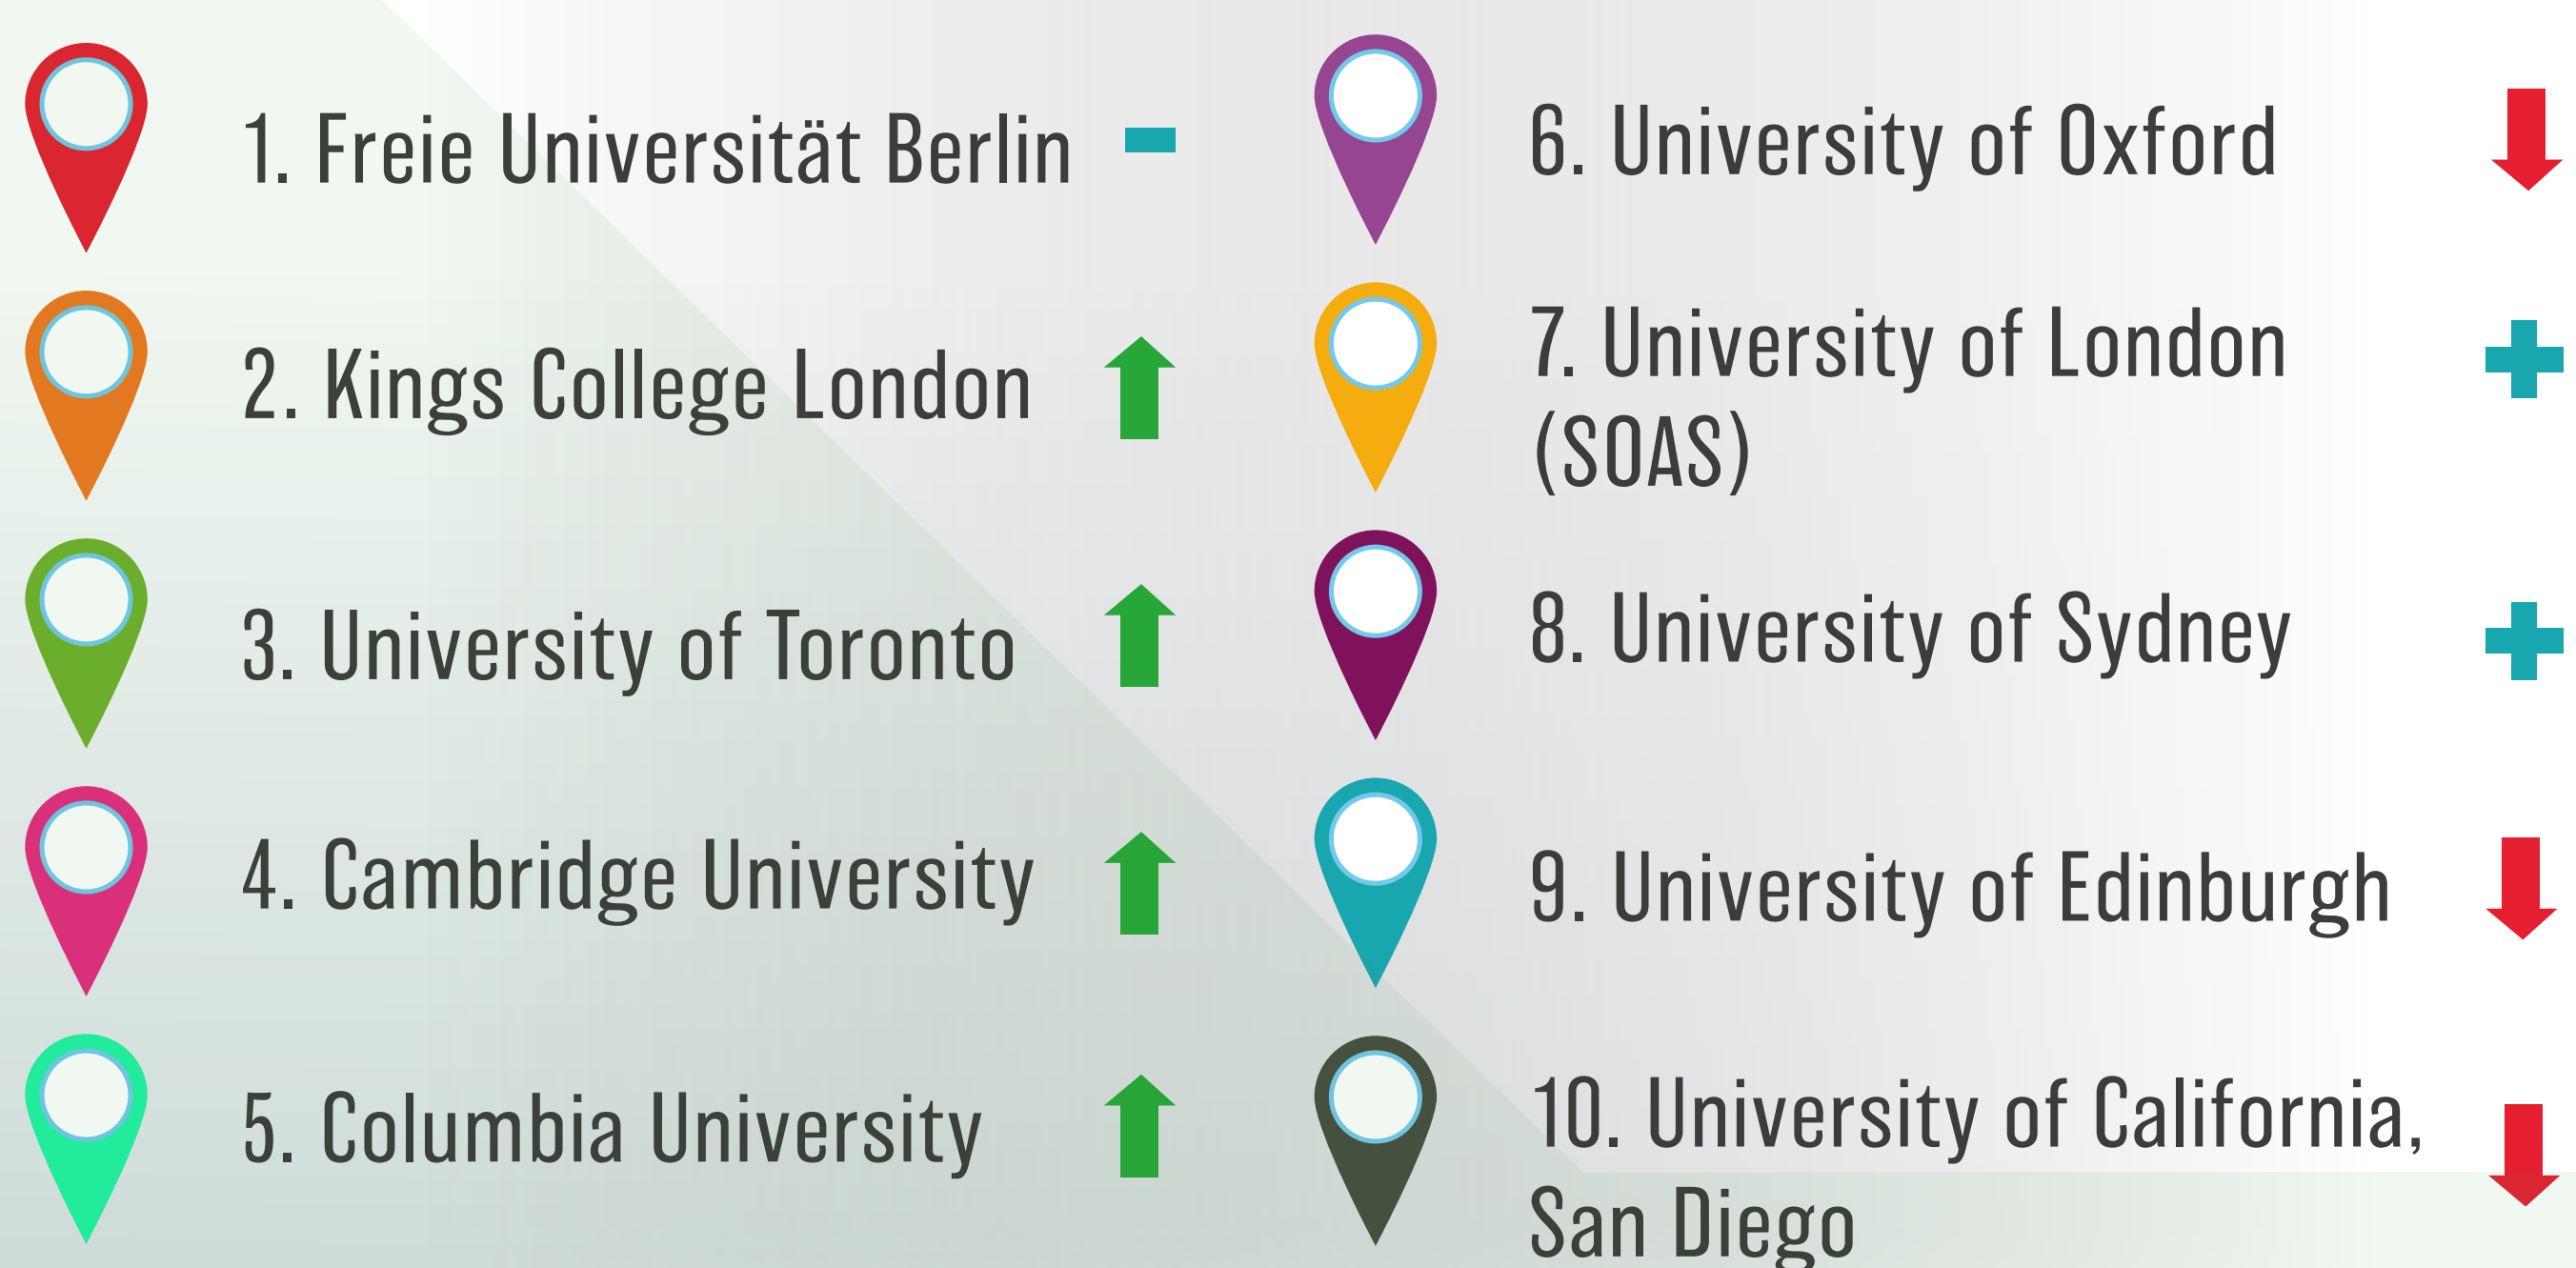 1. Freie Universität Berlin
2. Kings College London
3. University of Toronto
4. Cambridge University
5. Columbia University
6. University of Oxford
7. University of London
(SOAS)
8. University of Sydney
9. University of Edinburgh
10. University of California,
San Diego